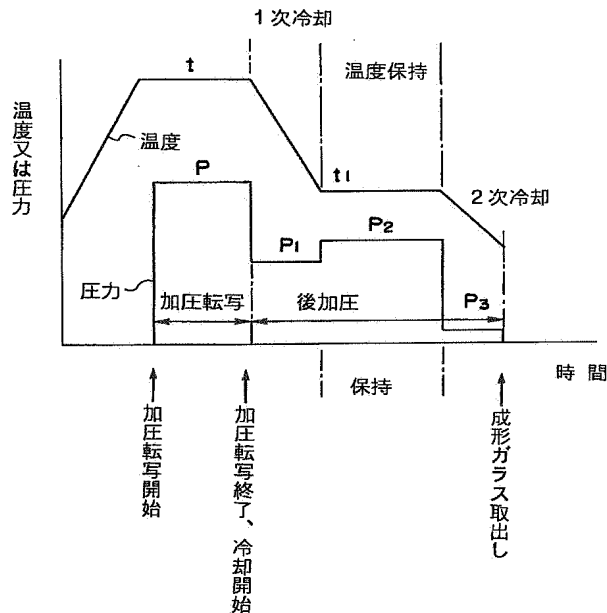 1次冷却
t
温度保持
温度又は圧力
温度
P
t1
2次冷却
P1
P2
圧力
加圧転写
後加圧
P3
時間
保持
加圧転写開始
加圧転写終了、冷却開始
成形ガラス取出し